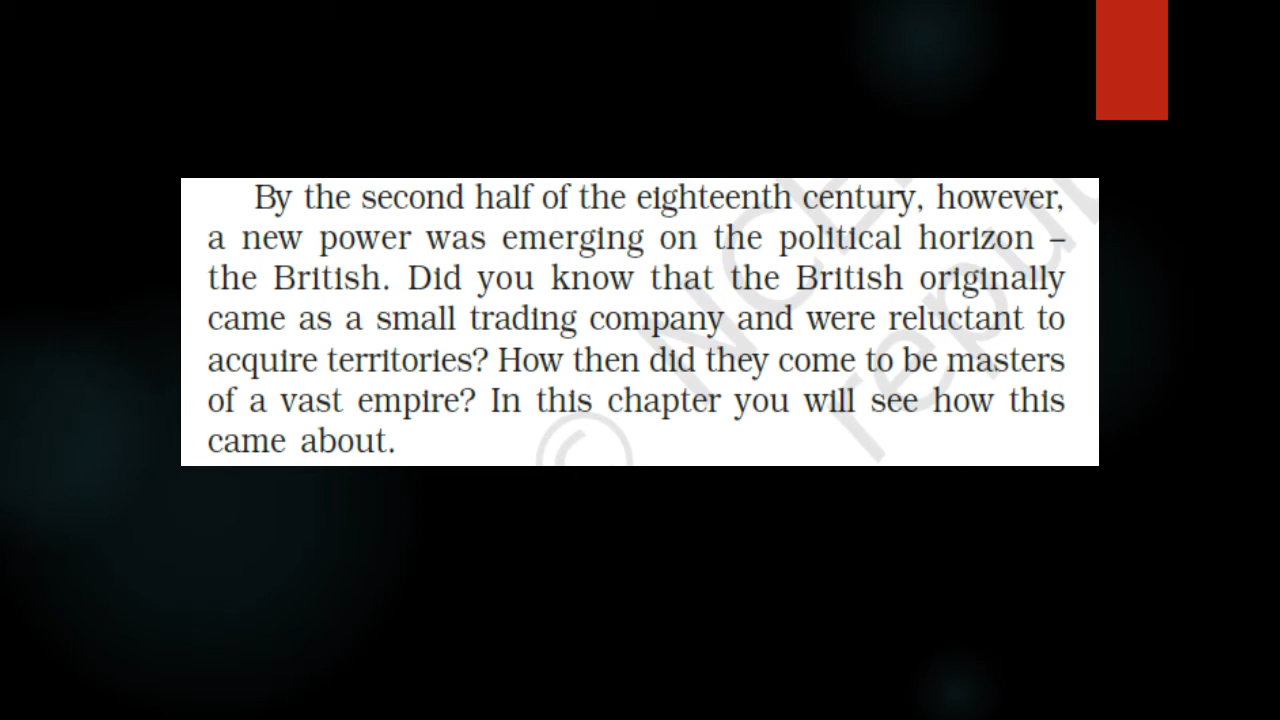 By the second half of the eighteenth century, however,
a new power was emerging on the political horizon –
the British. Did you know that the British originally
came as a small trading company and were reluctant to
acquire territories? How then did they come to be masters
of a vast empire? In this chapter you will see how this
came about.